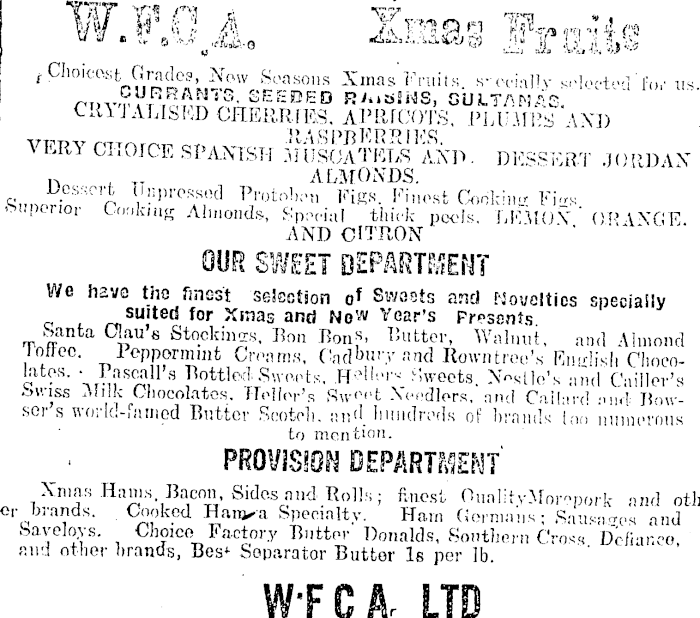 W.F.C.A. Xmas Fruits
Choicest Grades, New Seasons Xmas Fruits, specially selected for us.
CURRANTS, SEEDED RAISINS, SULTANAS.
CRYTALISED CHERRIES, APRICOTS, PLUMBS AND
RASPBERRIES.
VERY CHOICE SPANISH MUSCATELS AND. DESSERT JORDAN
ALMONDS.
Dessert Unpressed Protoben Figs, Finest Cooking Figs.
Superior Cooking Almonds, Special thick peels. LEMON, ORANGE.
AND CITRON
OUR SWEET DEPARTMENT
We have the finest selection of Sweets and Novelties specially
suited for Xmas and New Year's Presents.
Santa Clau's Stockings, Bon Bons, Butter, Walnut, and Almond
Toffee. Peppermint Creams, Cadbury and Rowntree's English Choco-
lates. Pascall's Bottled Sweets, Hellers Sweets, Nestle's and Cailler's
Swiss Milk Chocolates, Heller's Sweet Needlers, and Callard and Bow-
ser's world-famed Butter Scotch, and hundreds of brands too numerous
to mention.
PROVISION DEPARTMENT
Xmas Hams, Bacon, Sides and Rolls; finest Quality Morepork and oth
er brands. Cooked Ham a Specialty. Ham Germans; Sausages and
Saveloys. Choice Factory Butter Donalds, Southern Cross, Defiance,
and other brands, Best Separator Butter 1s per lb.
W.F C A. LTD